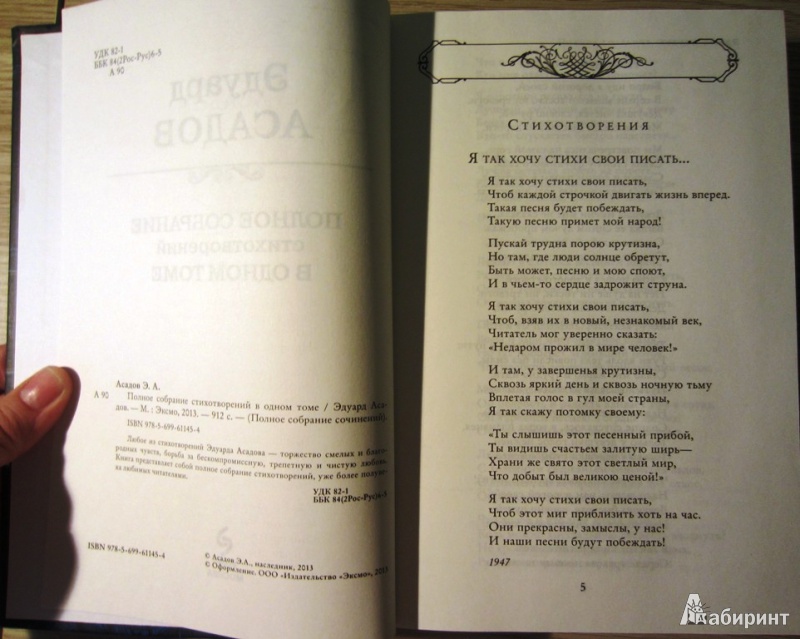 УДК 82-1
ББК 84(2Рос-Рус)6-5
А 90
Эдуард
АСАДОВ
ПОЛНОЕ СОБРАНИЕ
СТИХОТВОРЕНИЙ
В ОДНОМ ТОМЕ
Асадов Э. А.
А 90
Полное собрание стихотворений в одном томе / Эдуард Аса-
дов. — М. : Эксмо, 2013. — 912 с. — (Полное собрание сочинений).
ISBN 978-5-699-61145-4
Любое из стихотворений Эдуарда Асадова — торжество смелых и благо-
родных чувств, борьба за бескомпромиссную, трепетную и чистую любовь.
Книга представляет собой полное собрание стихотворений, уже более
любимых читателями.
УДК 82-1
ББК 84(2Рос-Рус)6-5
ISBN 978-5-699-61145-4
© Асадов Э.А., наследник, 2013
© Оформление. ООО «Издательство «Эксмо», 2013
СТИХОТВОРЕНИЯ
Я ТАК ХОЧУ СТИХИ СВОИ ПИСАТЬ...
Я так хочу стихи свои писать,
Чтоб каждой строчкой двигать жизнь вперед.
Такая песня будет побеждать,
Такую песню примет мой народ!
Пускай трудна порою крутизна,
Но там, где люди солнце обретут,
Быть может, песню и мою споют,
И в чьем-то сердце задрожит струна.
Я так хочу стихи свои писать,
Чтоб, взяв их в новый, незнакомый век,
Читатель мог уверенно сказать:
«Недаром прожил в мире человек!»
И там, у завершенья крутизны,
Сквозь яркий день и сквозь ночную тьму
Вплетая голос в гул моей страны,
Я так скажу потомку своему:
«Ты слышишь этот песенный прибой,
Ты видишь счастьем залитую ширь—
Храни же свято этот светлый мир,
Что добыт был великою ценой!»
Я так хочу стихи свои писать,
Чтоб этот миг приблизить хоть на час.
Они прекрасны, замыслы, у нас!
И наши песни будут побеждать!
1947
5
Лабиринт